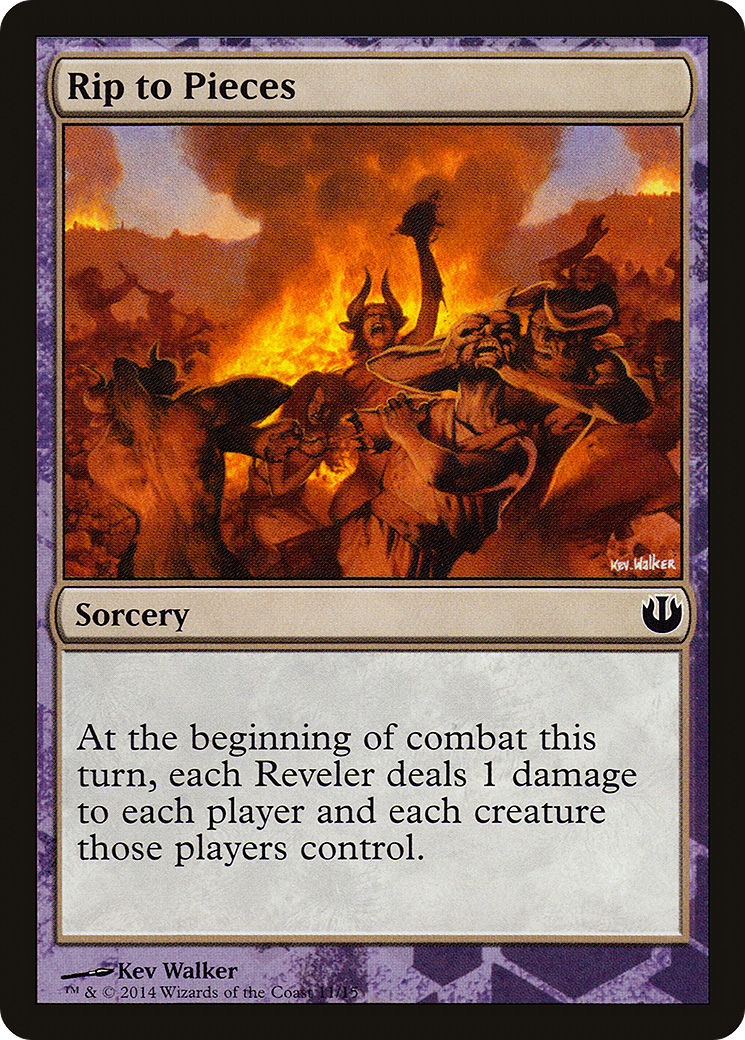 Rip to Pieces
Kev. Walker
Sorcery
At the beginning of combat this
turn, each Reveler deals 1 damage
to each player and each creature
those players control.
Kev Walker
™ & © 2014 Wizards of the Coast 11/15